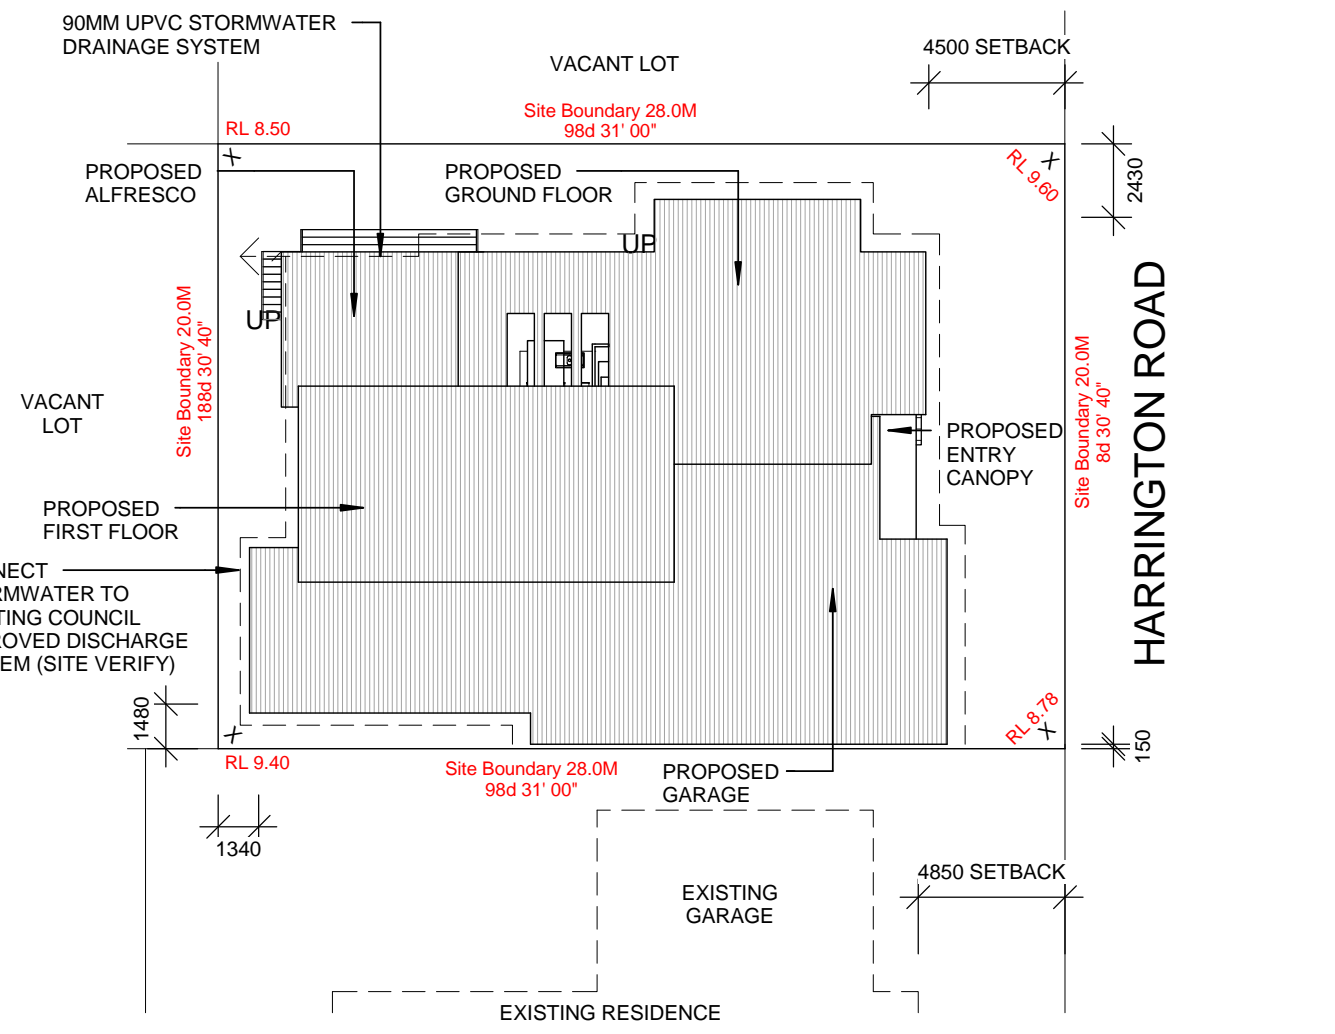 90MM UPVC STORMWATER
DRAINAGE SYSTEM
VACANT LOT
4500 SETBACK
Site Boundary 28.0M
98d 31' 00"
RL 8.50
RL 9.60
2430
PROPOSED
ALFRESCO
PROPOSED
GROUND FLOOR
UP
UP
Site Boundary 20.0M
188d 30' 40"
VACANT
LOT
PROPOSED
ENTRY
CANOPY
Site Boundary 20.0M
8d 30' 40"
HARRINGTON ROAD
PROPOSED
FIRST FLOOR
NECT
RMWATER TO
TING COUNCIL
ROVED DISCHARGE
EM (SITE VERIFY)
1480
RL 9.40
Site Boundary 28.0M
98d 31' 00"
PROPOSED
GARAGE
RL 8.78
150
1340
4850 SETBACK
EXISTING
GARAGE
EXISTING RESIDENCE